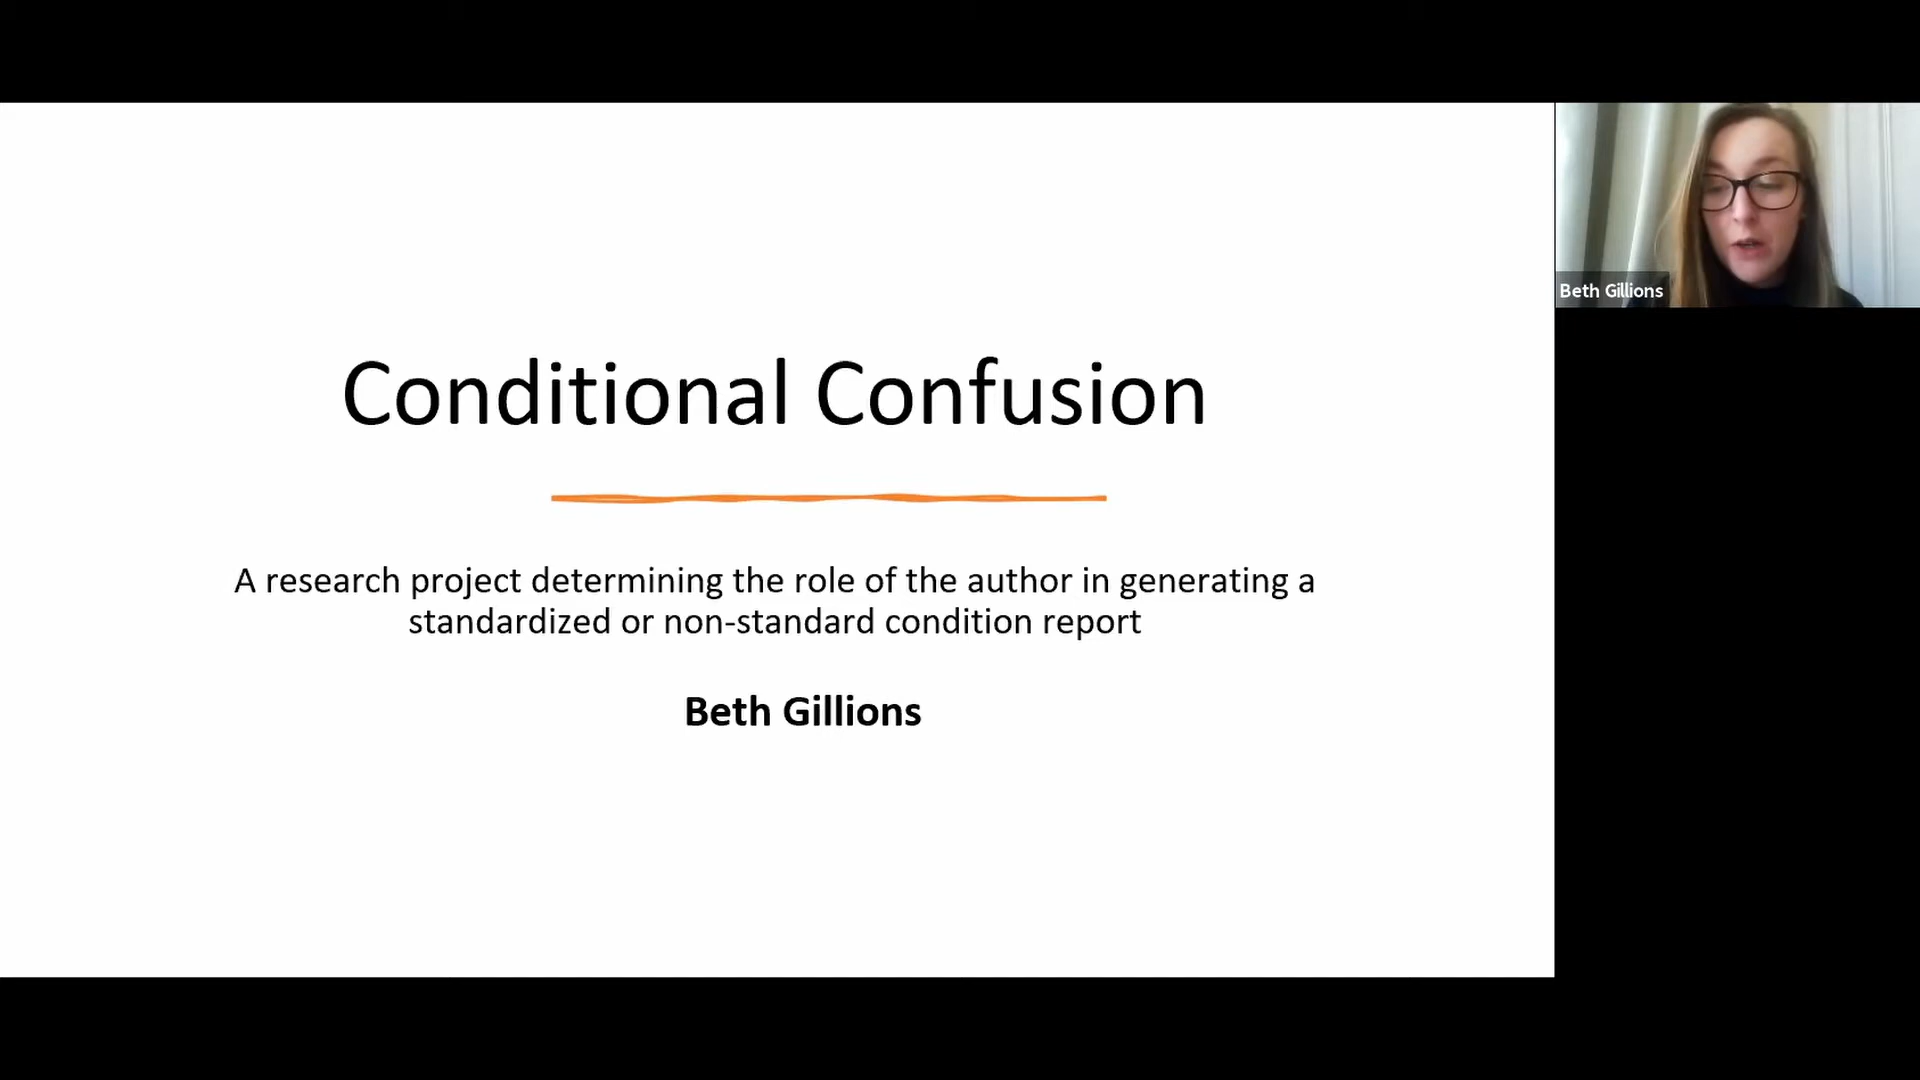 Conditional Confusion
A research project determining the role of the author in generating a
standardized or non-standard condition report
Beth Gillions
Beth Gillions